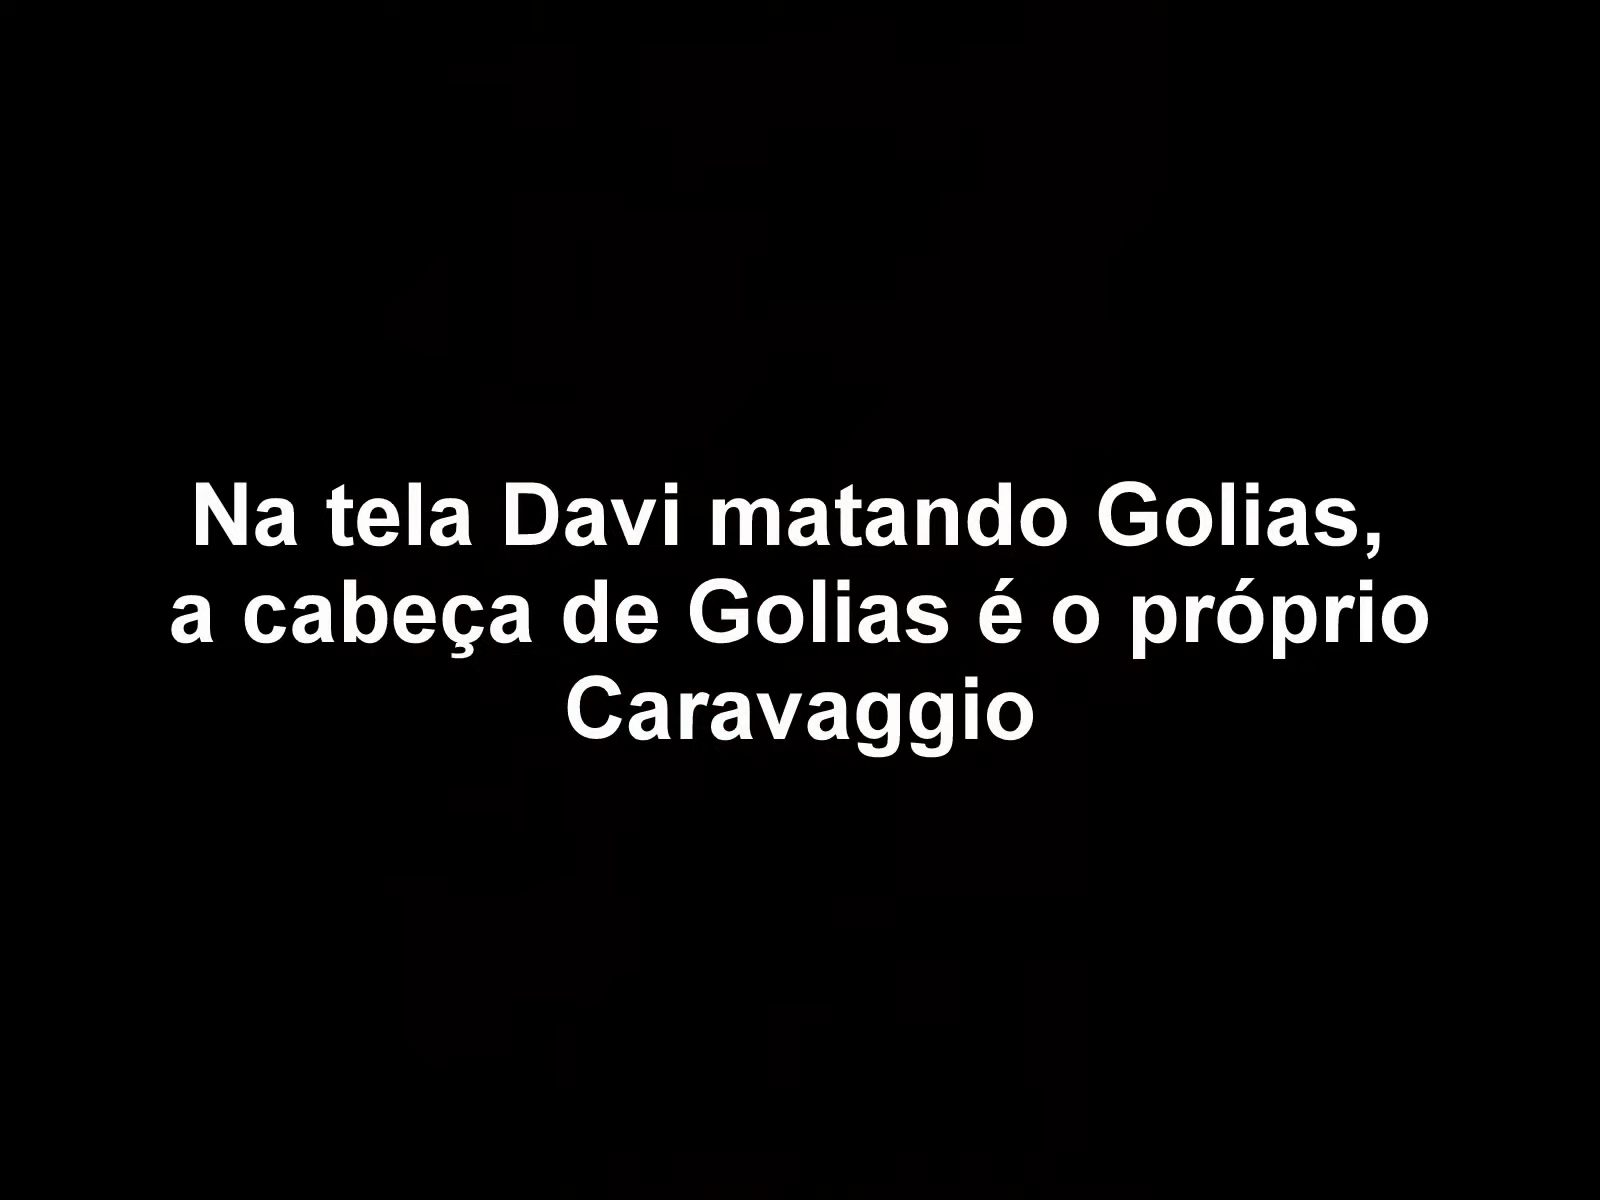 Na tela Davi matando Golias,
a cabeça de Golias é o próprio
Caravaggio